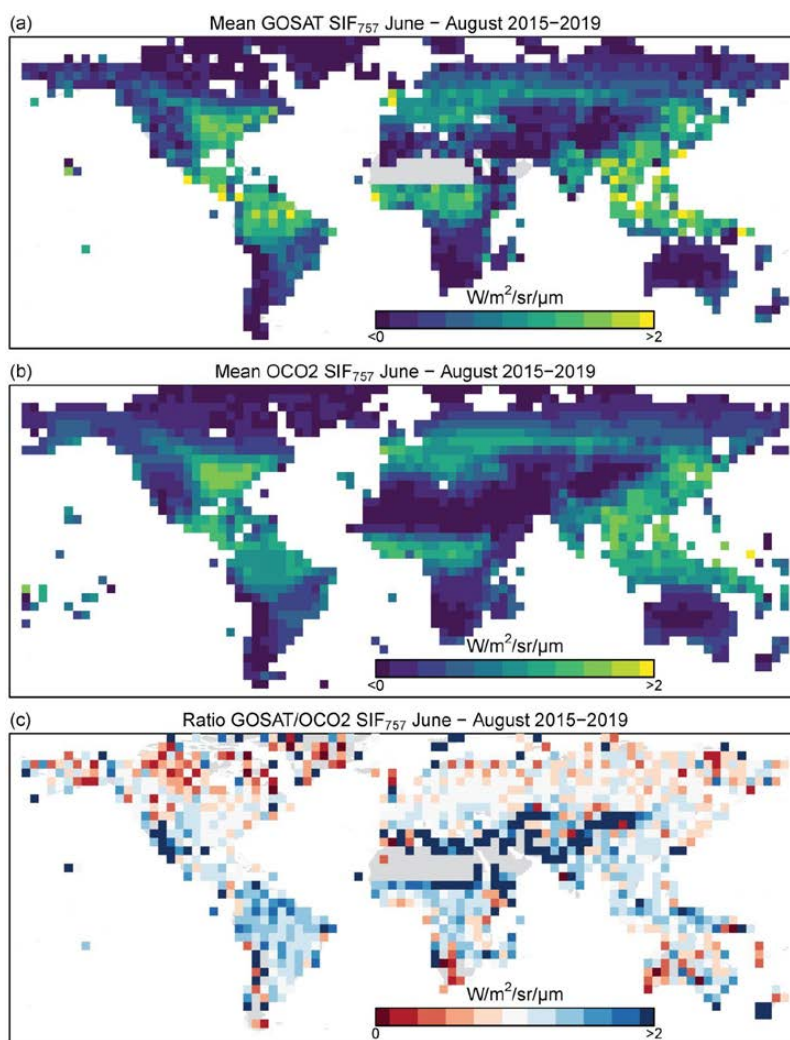 (a) Mean GOSAT SIF₇₅₇ June − August 2015−2019
W/m²/sr/µm
<0 >2
(b) Mean OCO2 SIF₇₅₇ June − August 2015−2019
W/m²/sr/µm
<0 >2
(c) Ratio GOSAT/OCO2 SIF₇₅₇ June − August 2015−2019
W/m²/sr/µm
0 >2